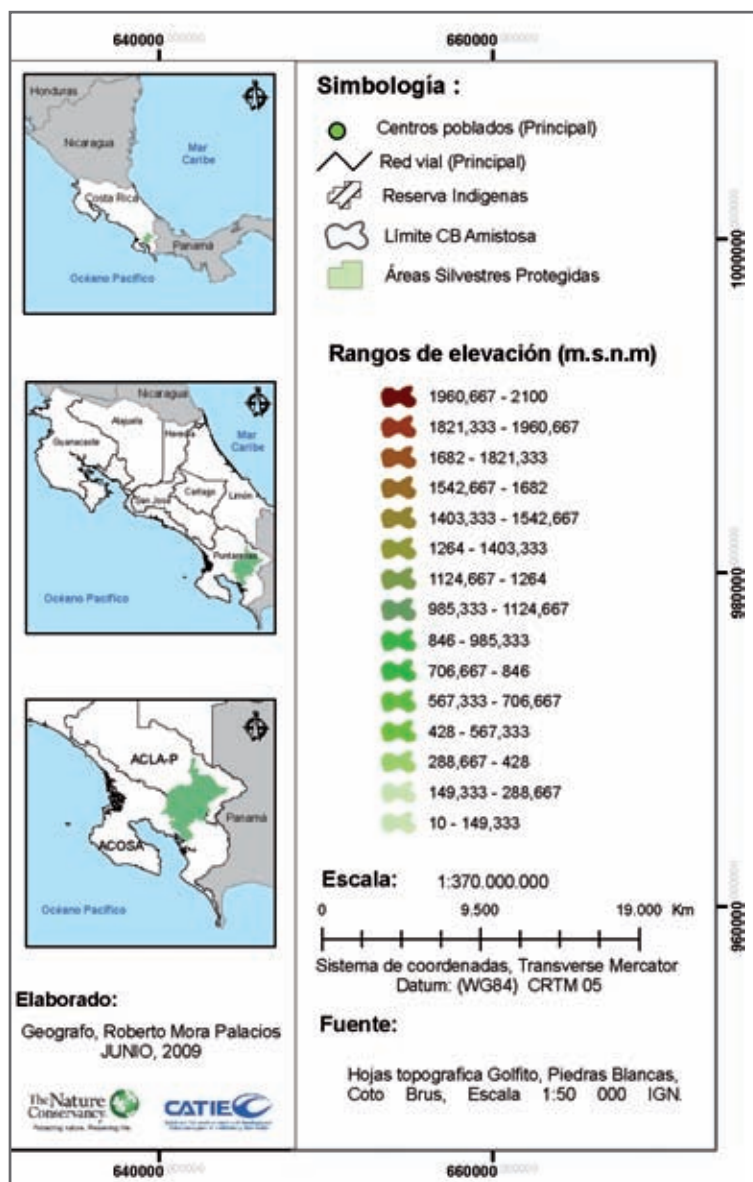 640000
660000
Honduras
Nicaragua
Mar
Caribe
Costa Rica
Panamá
Océano Pacífico
Nicaragua
Alajuela
Heredia
Guanacaste
Mar
Caribe
Cartago
Limón
San José
Puntarenas
Océano Pacífico
ACLA-P
Panamá
ACOSA
Océano Pacífico
Elaborado:
Geografo, Roberto Mora Palacios
JUNIO, 2009
The Nature
Conservancy
Protecting nature. Preserving life.
CATIE
Simbología :
Centros poblados (Principal)
Red vial (Principal)
Reserva Indigenas
Límite CB Amistosa
Áreas Silvestres Protegidas
Rangos de elevación (m.s.n.m)
1960,667 - 2100
1821,333 - 1960,667
1682 - 1821,333
1542,667 - 1682
1403,333 - 1542,667
1264 - 1403,333
1124,667 - 1264
985,333 - 1124,667
846 - 985,333
706,667 - 846
567,333 - 706,667
428 - 567,333
288,667 - 428
149,333 - 288,667
10 - 149,333
Escala: 1:370.000.000
0 9.500 19.000 Km
Sistema de coordenadas, Transverse Mercator
Datum: (WG84) CRTM 05
Fuente:
Hojas topografica Golfito, Piedras Blancas,
Coto Brus, Escala 1:50 000 IGN.
1000000
980000
960000
640000
660000